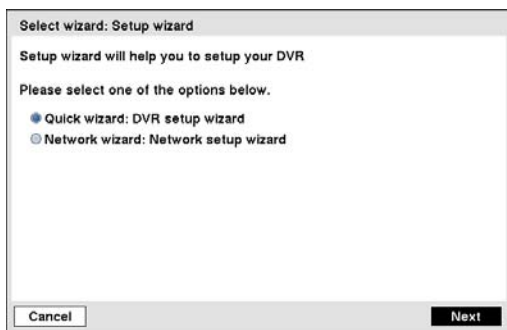 Select wizard: Setup wizard
Setup wizard will help you to setup your DVR
Please select one of the options below.
Quick wizard: DVR setup wizard
Network wizard: Network setup wizard
Cancel
Next